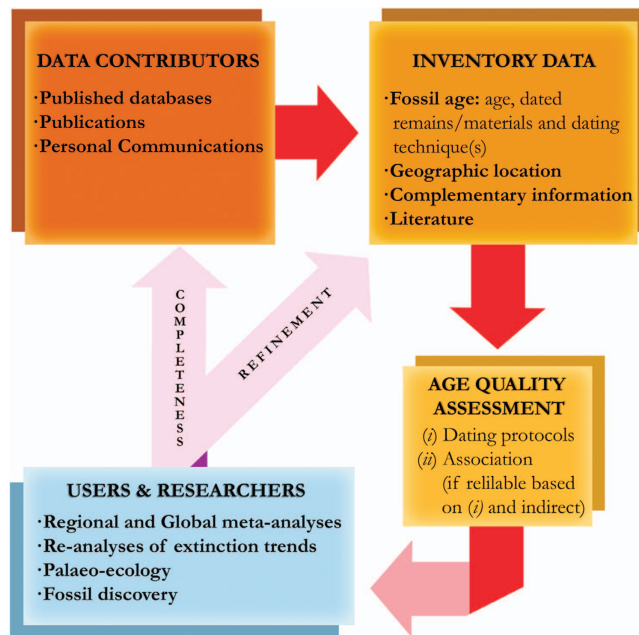 DATA CONTRIBUTORS
·Published databases
·Publications
·Personal Communications
INVENTORY DATA
·Fossil age: age, dated
remains/materials and dating
technique(s)
·Geographic location
·Complementary information
·Literature
AGE QUALITY
ASSESSMENT
(i) Dating protocols
(ii) Association
(if relilable based
on (i) and indirect)
USERS & RESEARCHERS
·Regional and Global meta-analyses
·Re-analyses of extinction trends
·Palaeo-ecology
·Fossil discovery
COMPLETENESS
REFINEMENT